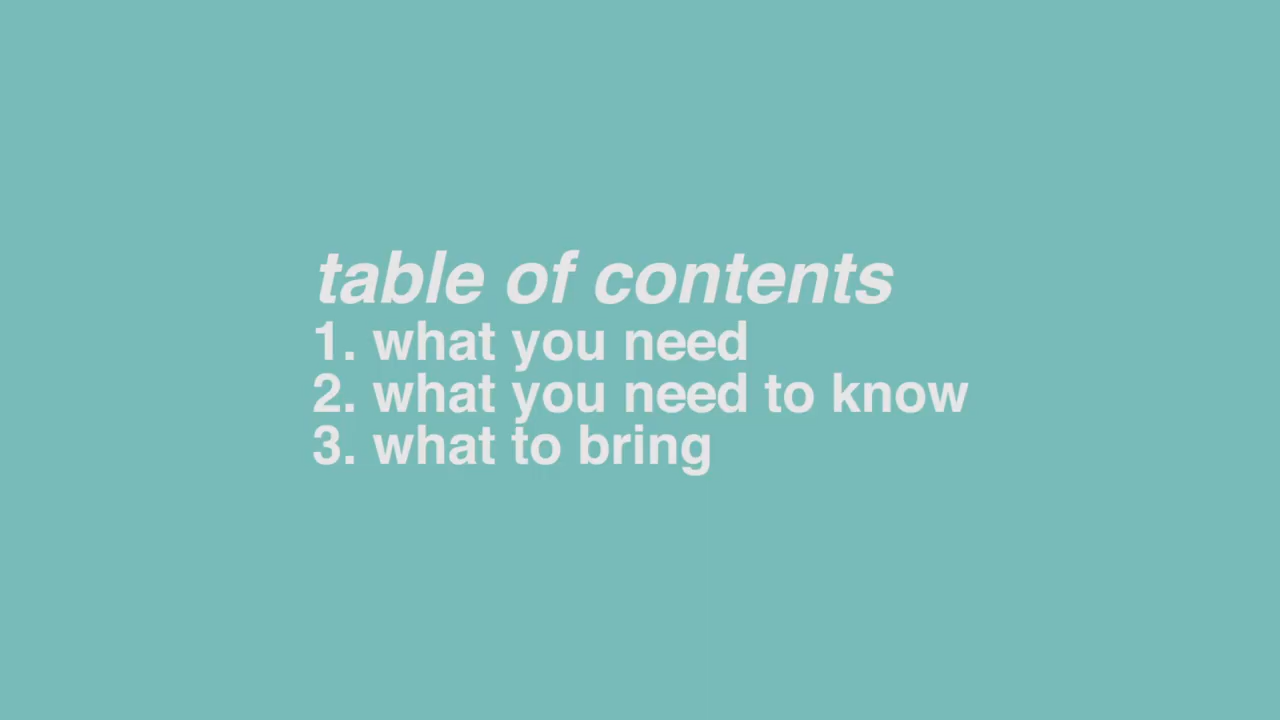 table of contents
1. what you need
2. what you need to know
3. what to bring